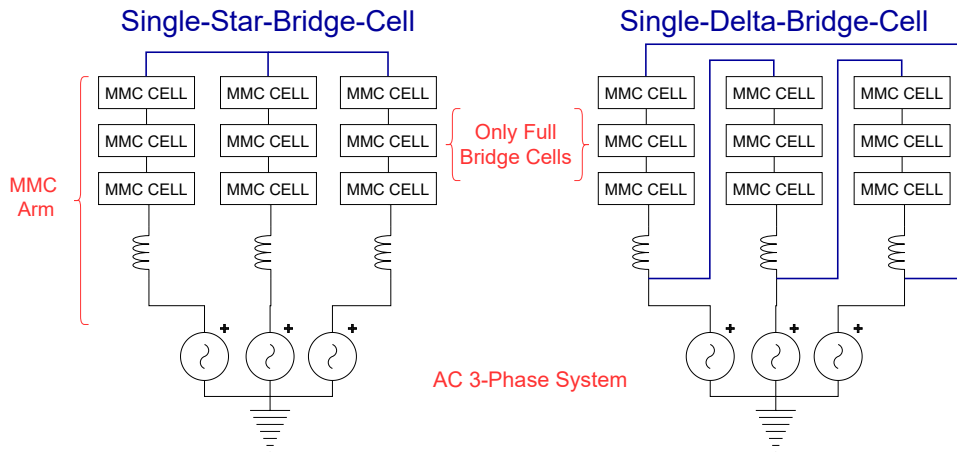 Single-Star-Bridge-Cell
Single-Delta-Bridge-Cell
MMC CELL MMC CELL MMC CELL
MMC CELL MMC CELL MMC CELL
MMC CELL MMC CELL MMC CELL
MMC
Arm
Only Full
Bridge Cells
MMC CELL MMC CELL MMC CELL
MMC CELL MMC CELL MMC CELL
MMC CELL MMC CELL MMC CELL
+ + +
+ + +
AC 3-Phase System